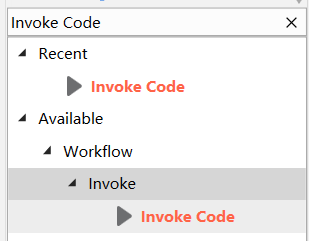 Invoke Code
Recent
Invoke Code
Available
Workflow
Invoke
Invoke Code